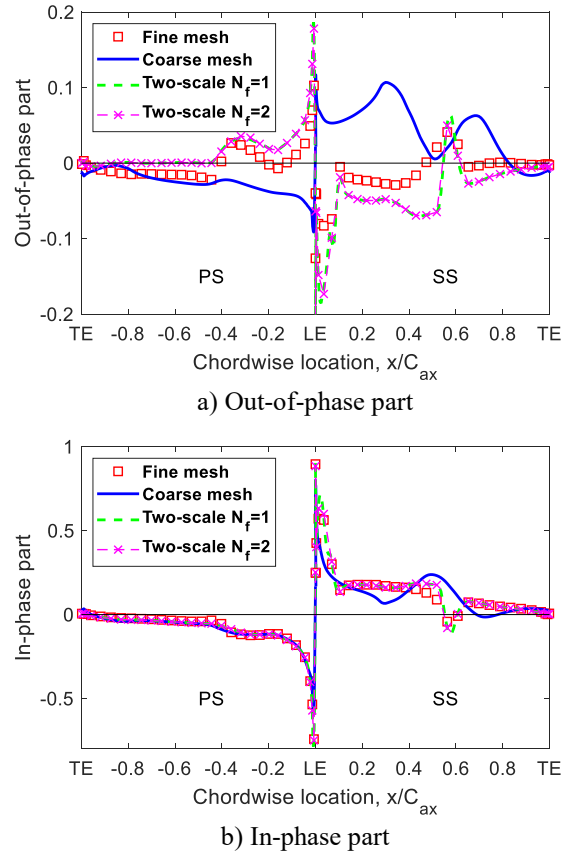 0.2
0.1
0
-0.1
-0.2
Out-of-phase part
Fine mesh
Coarse mesh
Two-scale N_f=1
Two-scale N_f=2
PS
SS
TE -0.8 -0.6 -0.4 -0.2 LE 0.2 0.4 0.6 0.8 TE
Chordwise location, x/C_ax
a) Out-of-phase part
1
0.5
0
-0.5
In-phase part
Fine mesh
Coarse mesh
Two-scale N_f=1
Two-scale N_f=2
PS
SS
TE -0.8 -0.6 -0.4 -0.2 LE 0.2 0.4 0.6 0.8 TE
Chordwise location, x/C_ax
b) In-phase part